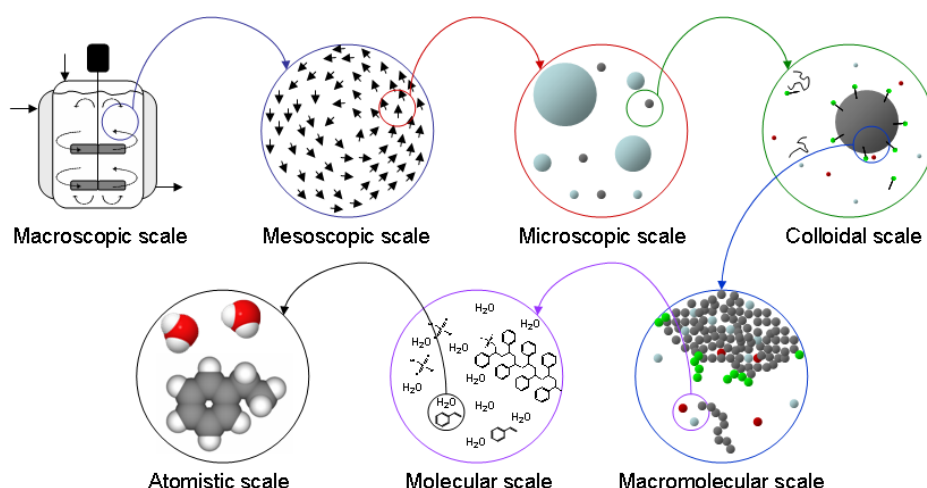 Macroscopic scale
Mesoscopic scale
Microscopic scale
Colloidal scale
H₂O
H₂O
H₂O
H₂O
H₂O
H₂O
H₂O
H₂O
H₂O
H₂O
Atomistic scale
Molecular scale
Macromolecular scale